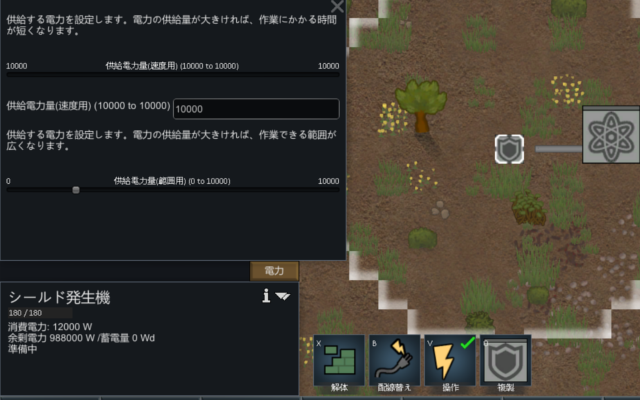 供給する電力を設定します。電力の供給量が大きければ、作業にかかる時間
が短くなります。
10000 供給電力量(速度用) (10000 to 10000) 10000
供給電力量(速度用) (10000 to 10000) 10000
供給する電力を設定します。電力の供給量が大きければ、作業できる範囲が
広くなります。
0 供給電力量(範囲用) (0 to 10000) 10000
電力
シールド発生機
180 / 180
消費電力: 12000 W
余剰電力 988000 W /蓄電量 0 Wd
準備中
X B V
解体 配線替え 操作 複製